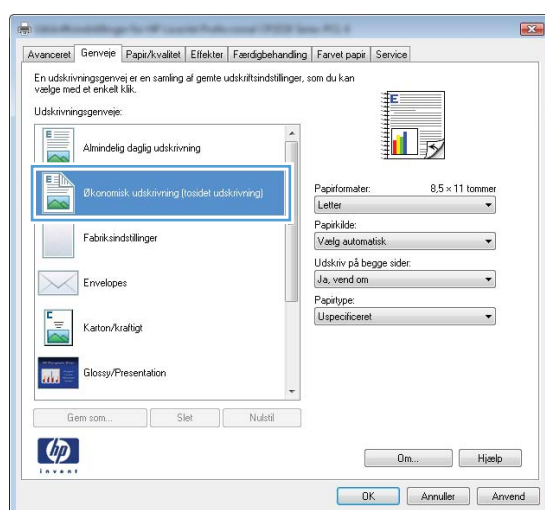 Avanceret Genveje Papir/kvalitet Effekter Færdigbehandling Farvet papir Service
En udskrivningsgenvej er en samling af gemte udskriftsindstillinger, som du kan
vælge med et enkelt klik.
Udskrivningsgenveje:
Almindelig daglig udskrivning
Økonomisk udskrivning (tosidet udskrivning)
Fabriksindstillinger
Envelopes
Karton/kraftigt
Glossy/Presentation
Gem som... Slet Nulstil
Papirformater: 8,5 × 11 tommer
Letter
Papirkilde:
Vælg automatisk
Udskriv på begge sider:
Ja, vend om
Papirtype:
Uspecificeret
hp
invent
Om... Hjælp
OK Annuller Anvend